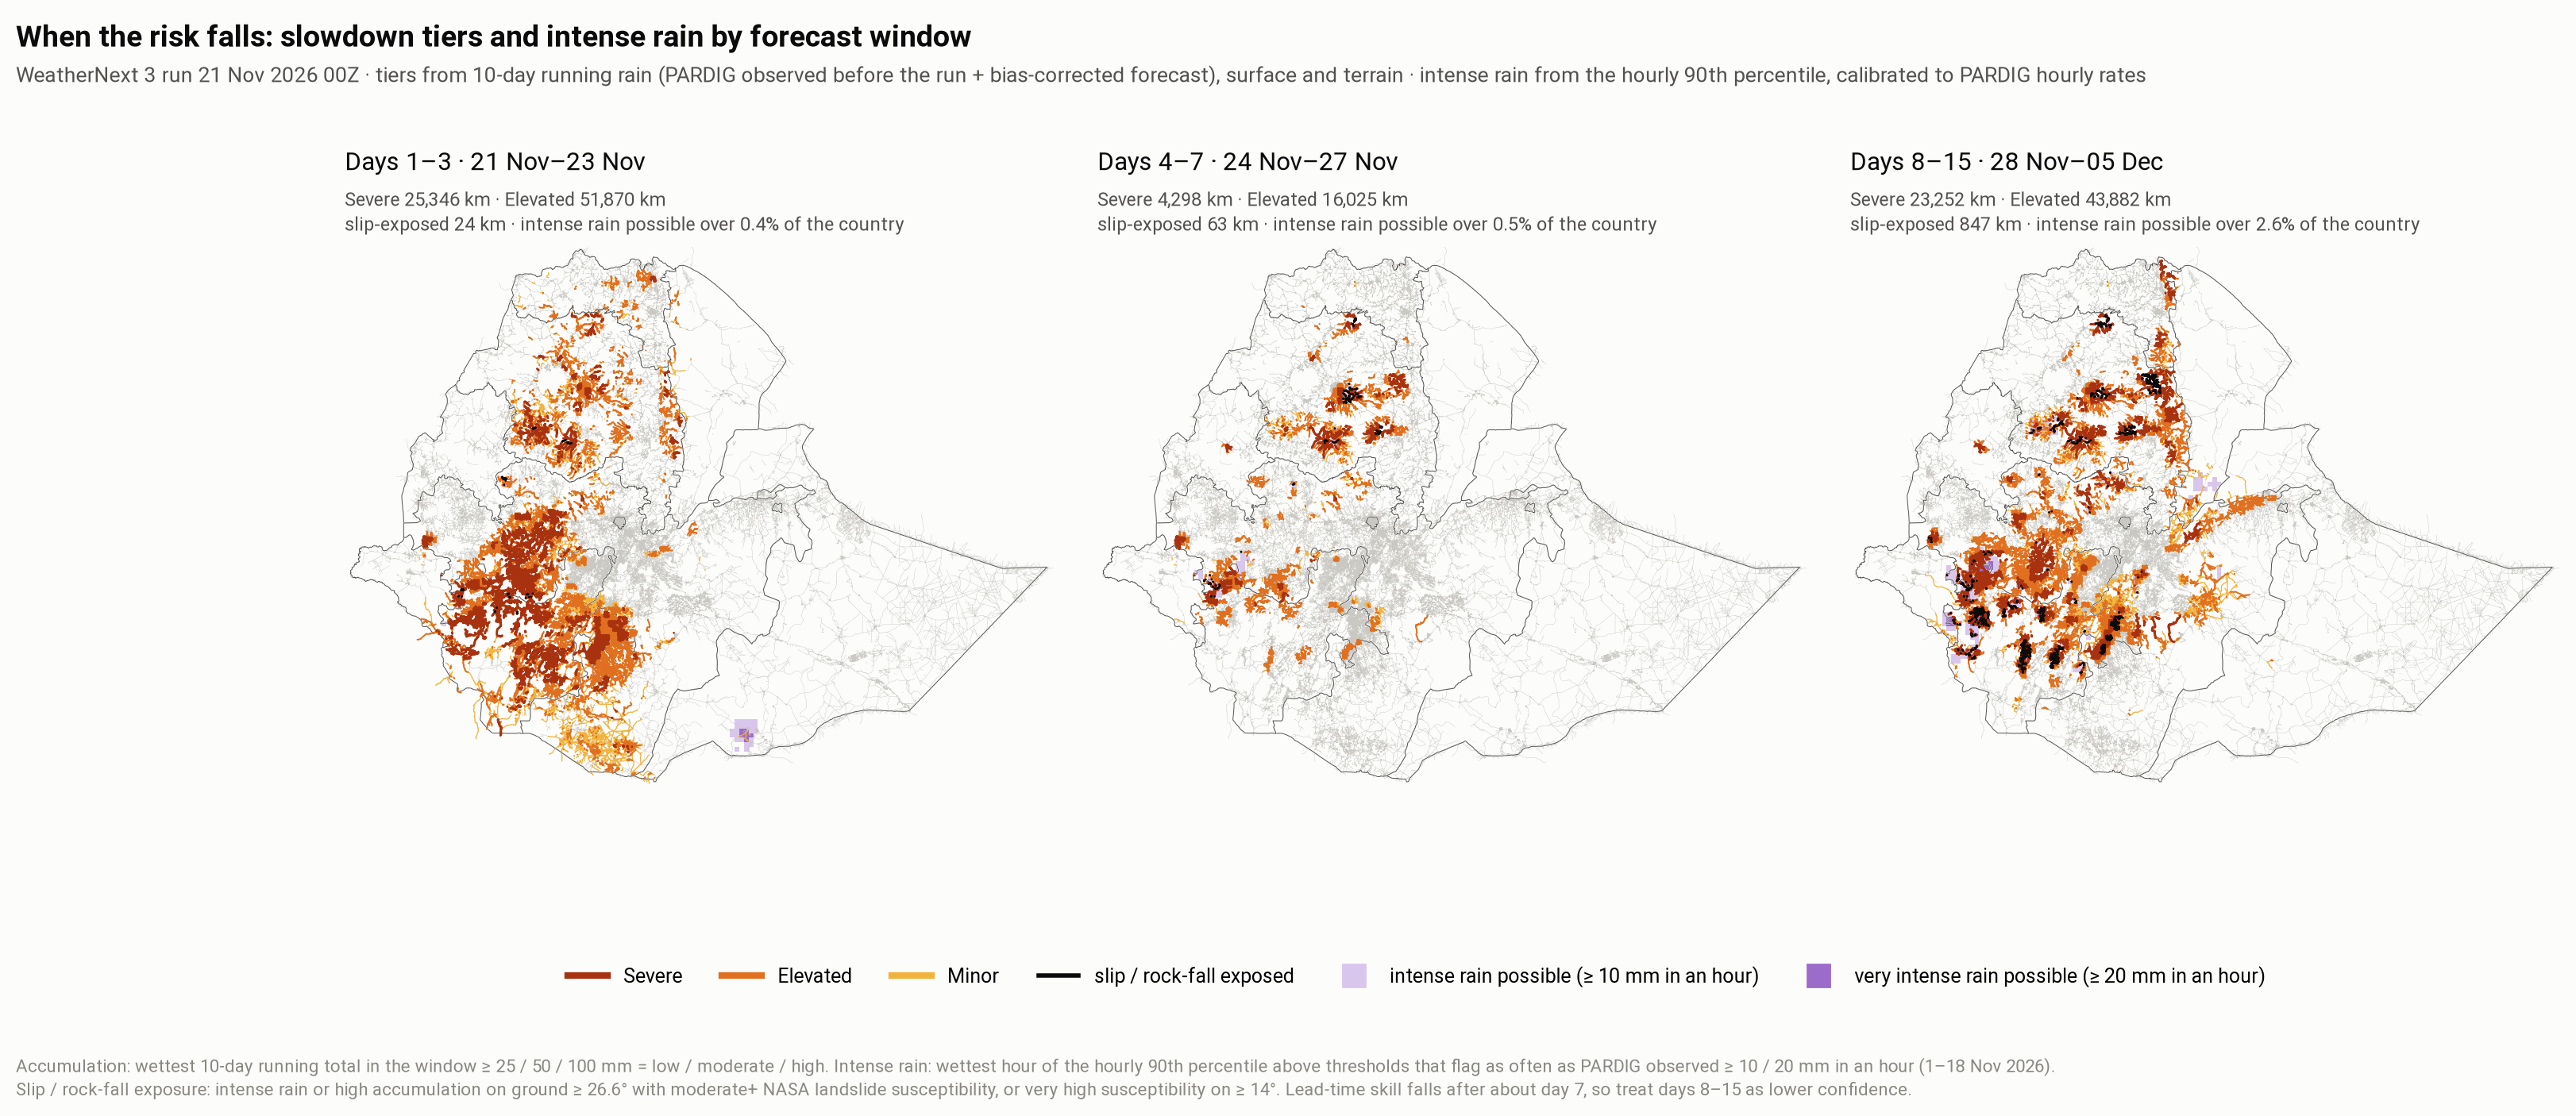 When the risk falls: slowdown tiers and intense rain by forecast window
WeatherNext 3 run 21 Nov 2026 00Z · tiers from 10-day running rain (PARDIG observed before the run + bias-corrected forecast), surface and terrain · intense rain from the hourly 90th percentile, calibrated to PARDIG hourly rates
Days 1–3 · 21 Nov–23 Nov
Severe 25,346 km · Elevated 51,870 km
slip-exposed 24 km · intense rain possible over 0.4% of the country
Days 4–7 · 24 Nov–27 Nov
Severe 4,298 km · Elevated 16,025 km
slip-exposed 63 km · intense rain possible over 0.5% of the country
Days 8–15 · 28 Nov–05 Dec
Severe 23,252 km · Elevated 43,882 km
slip-exposed 847 km · intense rain possible over 2.6% of the country
Severe
Elevated
Minor
slip / rock-fall exposed
intense rain possible (≥ 10 mm in an hour)
very intense rain possible (≥ 20 mm in an hour)
Accumulation: wettest 10-day running total in the window ≥ 25 / 50 / 100 mm = low / moderate / high. Intense rain: wettest hour of the hourly 90th percentile above thresholds that flag as often as PARDIG observed ≥ 10 / 20 mm in an hour (1–18 Nov 2026).
Slip / rock-fall exposure: intense rain or high accumulation on ground ≥ 26.6° with moderate+ NASA landslide susceptibility, or very high susceptibility on ≥ 14°. Lead-time skill falls after about day 7, so treat days 8–15 as lower confidence.